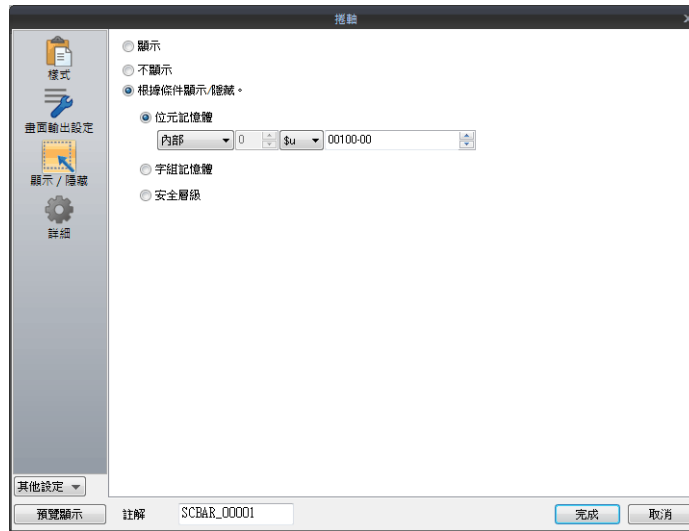 捲軸
樣式
畫面輸出設定
顯示 / 隱藏
詳細
顯示
不顯示
根據條件顯示/隱藏。
位元記憶體
內部 0 $u 00100-00
字組記憶體
安全層級
其他設定
預覽顯示 註解 SCBAR_00001 完成 取消